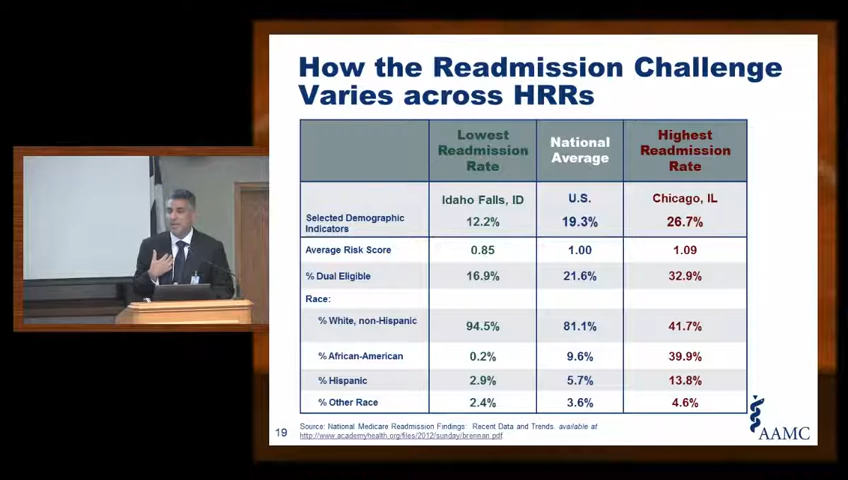 How the Readmission Challenge
Varies across HRRs
Lowest Readmission Rate | National Average | Highest Readmission Rate
Idaho Falls, ID | U.S. | Chicago, IL
Selected Demographic Indicators | 12.2% | 19.3% | 26.7%
Average Risk Score | 0.85 | 1.00 | 1.09
% Dual Eligible | 16.9% | 21.6% | 32.9%
Race:
% White, non-Hispanic | 94.5% | 81.1% | 41.7%
% African-American | 0.2% | 9.6% | 39.9%
% Hispanic | 2.9% | 5.7% | 13.8%
% Other Race | 2.4% | 3.6% | 4.6%
19
Source: National Medicare Readmission Findings: Recent Data and Trends. available at
http://www.academyhealth.org/files/2012/sunday/brennan.pdf
AAMC